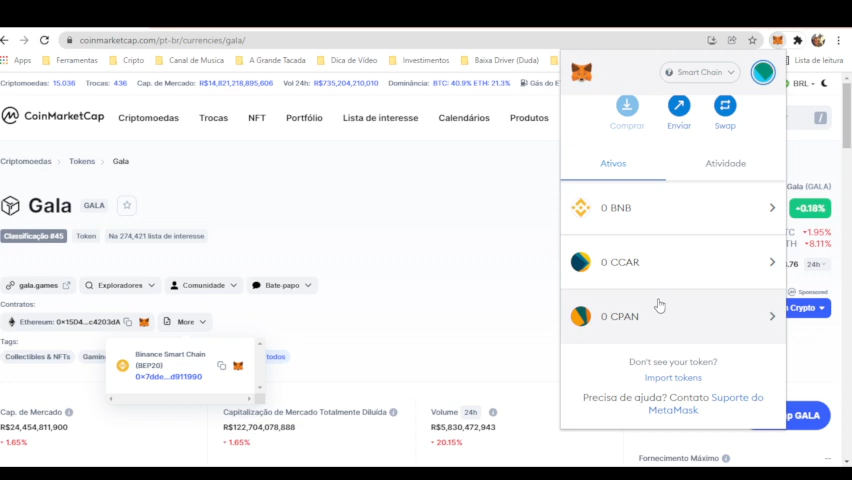 coinmarketcap.com/pt-br/currencies/gala/
Apps Ferramentas Cripto Canal de Musica A Grande Tacada Dica de Vídeo Investimentos Baixa Driver (Duda) Lista de leitura
Criptomoedas: 15.036 Trocas: 436 Cap. de Mercado: R$14,821,218,895,606 Vol 24h: R$735,204,210,010 Dominância: BTC: 40.9% ETH: 21.3% Gás do E BRL
CoinMarketCap Criptomoedas Trocas NFT Portfólio Lista de interesse Calendários Produtos /
Criptomoedas > Tokens > Gala
Gala GALA
Classificação #45 Token Na 274,421 lista de interesse
gala.games Exploradores Comunidade Bate-papo
Contratos:
Ethereum: 0x15D4...c4203dA More
Tags:
Collectibles & NFTs Gaming todos
Binance Smart Chain
(BEP20)
0x7dde...d911990
Cap. de Mercado
R$24,454,811,900
1.65%
Capitalização de Mercado Totalmente Diluída
R$122,704,078,888
1.65%
Volume 24h
R$5,830,472,943
20.15%
Smart Chain
Comprar Enviar Swap
Ativos Atividade
0 BNB
0 CCAR
0 CPAN
Don't see your token?
Import tokens
Precisa de ajuda? Contato Suporte do
MetaMask
Gala (GALA)
0.18%
TC 1.95%
TH 8.11%
.76 24h
Sponsored
n Crypto
p GALA
Fornecimento Máximo --